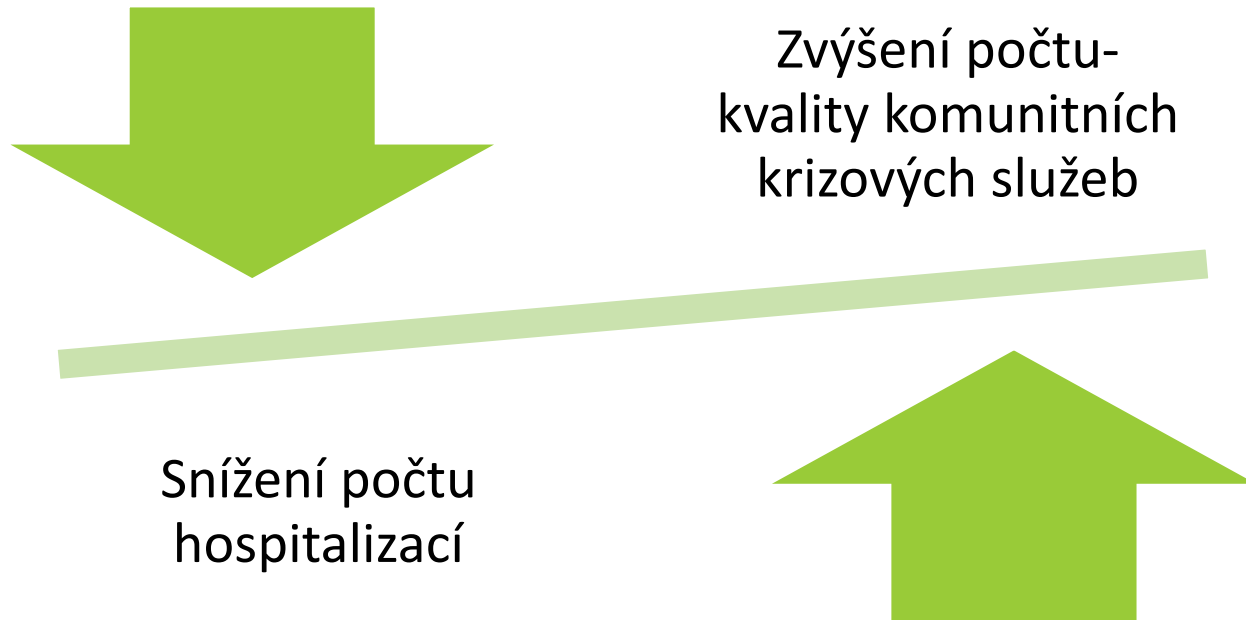 Zvýšení počtu-
kvality komunitních
krizových služeb
Snížení počtu
hospitalizací